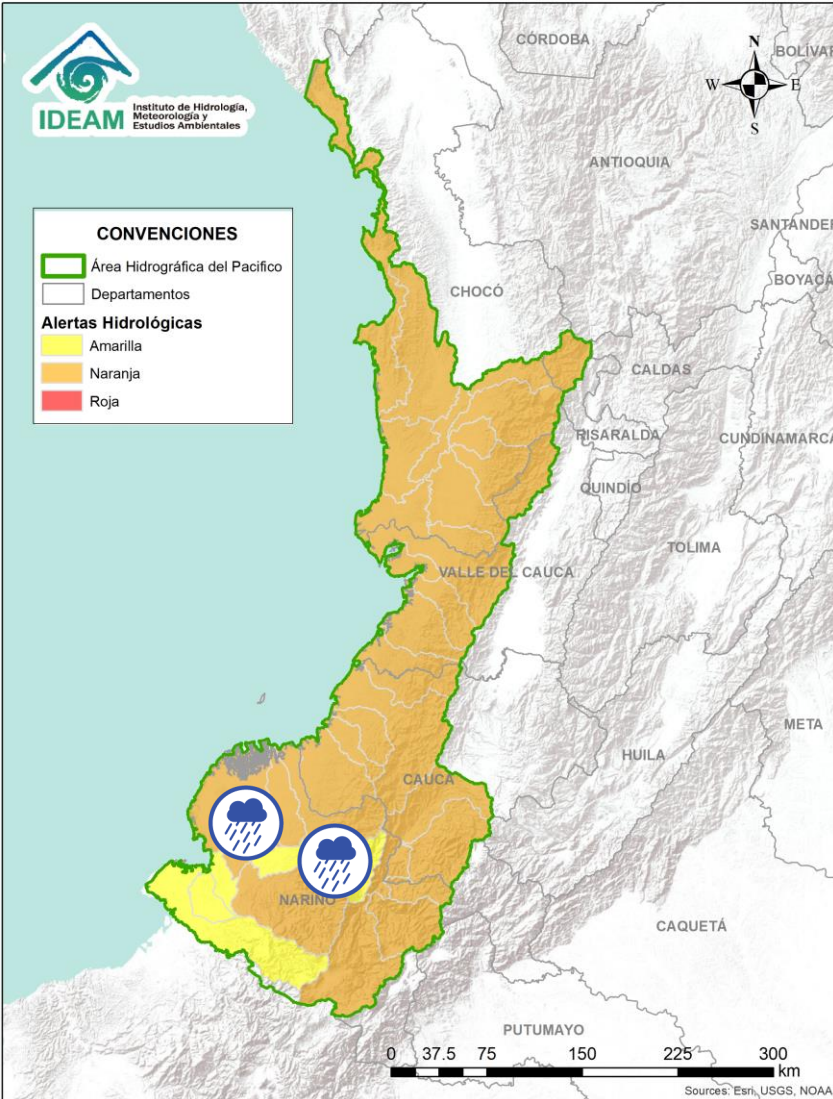 IDEAM
Instituto de Hidrología,
Meteorología y
Estudios Ambientales
N
W
E
S
CÓRDOBA
BOLÍVAR
ANTIOQUIA
SANTANDER
BOYACÁ
CHOCÓ
CONVENCIONES
Área Hidrográfica del Pacifico
Departamentos
Alertas Hidrológicas
Amarilla
Naranja
Roja
CALDAS
RISARALDA
CUNDINAMARCA
QUINDÍO
TOLIMA
VALLE DEL CAUCA
META
HUILA
CAUCA
NARIÑO
CAQUETÁ
PUTUMAYO
0 37.5 75 150 225 300
km
Sources: Esri, USGS, NOAA